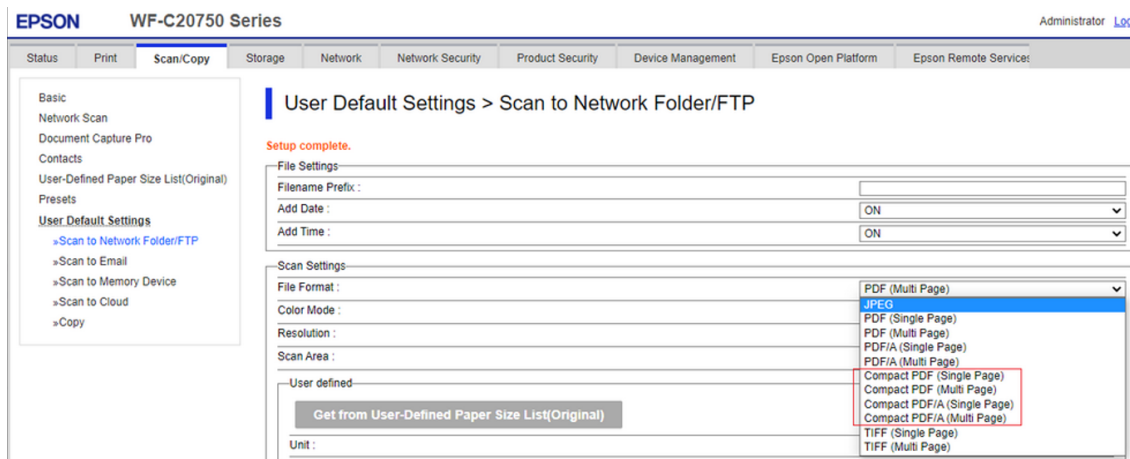 EPSON WF-C20750 Series
Administrator
Status Print Scan/Copy Storage Network Network Security Product Security Device Management Epson Open Platform Epson Remote Services
Basic
Network Scan
Document Capture Pro
Contacts
User-Defined Paper Size List(Original)
Presets
User Default Settings
»Scan to Network Folder/FTP
»Scan to Email
»Scan to Memory Device
»Scan to Cloud
»Copy
User Default Settings > Scan to Network Folder/FTP
Setup complete.
File Settings
Filename Prefix :
Add Date : ON
Add Time : ON
Scan Settings
File Format : PDF (Multi Page)
JPEG
PDF (Single Page)
PDF (Multi Page)
PDF/A (Single Page)
PDF/A (Multi Page)
Compact PDF (Single Page)
Compact PDF (Multi Page)
Compact PDF/A (Single Page)
Compact PDF/A (Multi Page)
TIFF (Single Page)
TIFF (Multi Page)
Color Mode :
Resolution :
Scan Area :
User defined
Get from User-Defined Paper Size List(Original)
Unit :